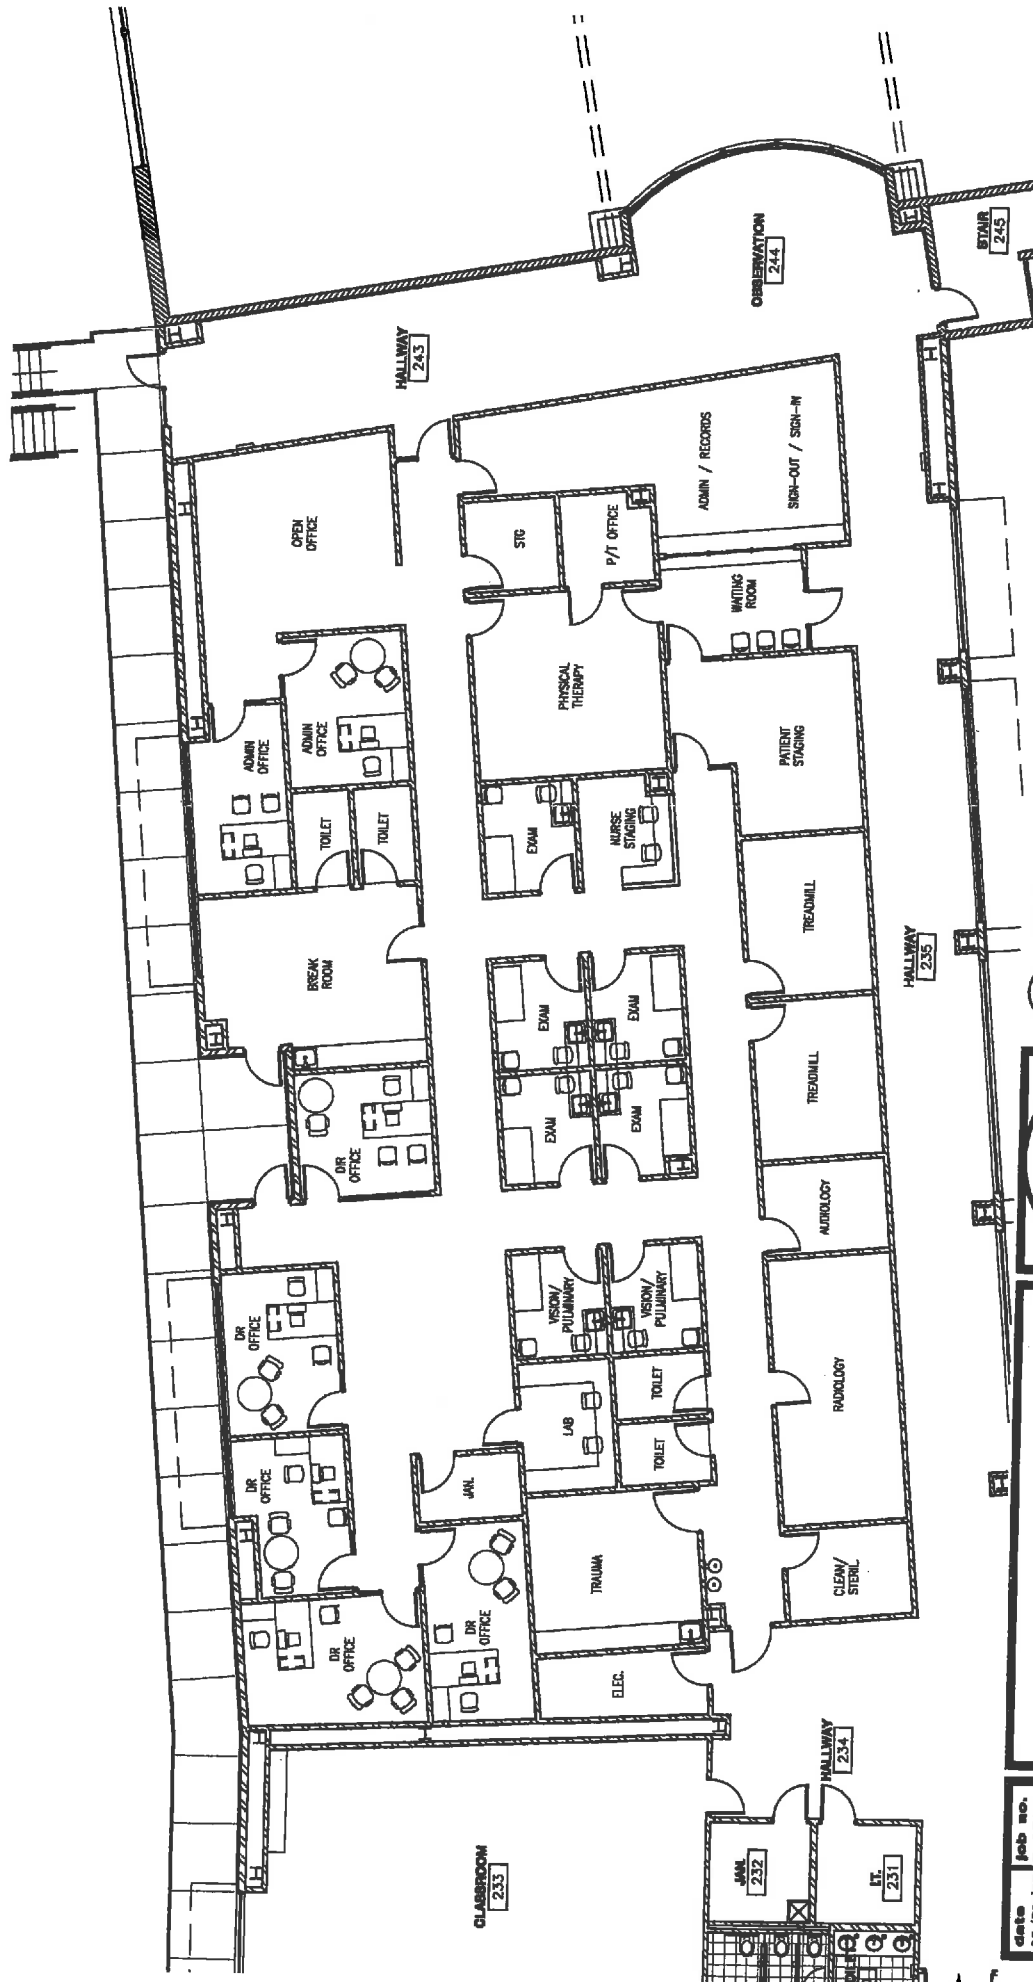 HALLWAY
243
OBSERVATION
244
STAIR
245
OPEN
OFFICE
ADMIN / RECORDS
SIGN-OUT / SIGN-IN
STG
P/T OFFICE
WAITING
ROOM
ADMIN
OFFICE
ADMIN
OFFICE
PHYSICAL
THERAPY
PATIENT
STAGING
TOILET
TOILET
EXAM
NURSE
STAGING
TREADMILL
HALLWAY
235
BREAK
ROOM
EXAM
EXAM
TREADMILL
DIR
OFFICE
EXAM
EXAM
AUDIOLOGY
DR
OFFICE
VISION/
PULMINARY
VISION/
PULMINARY
RADIOLOGY
TOILET
LAB
TOILET
DR
OFFICE
JAN.
TRAUMA
CLEAN/
STERIL.
DR
OFFICE
DR
OFFICE
ELEC.
HALLWAY
234
CLASSROOM
233
JAN.
232
I.T.
231
date
job no.